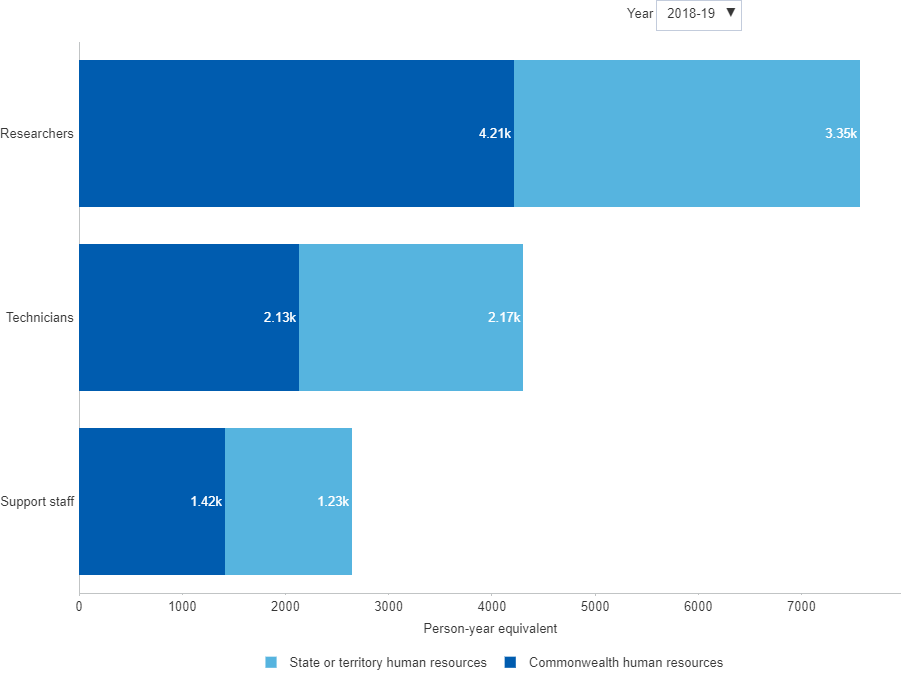 Year 2018-19 ▼
Researchers 4.21k 3.35k
Technicians 2.13k 2.17k
Support staff 1.42k 1.23k
0 1000 2000 3000 4000 5000 6000 7000
Person-year equivalent
State or territory human resources Commonwealth human resources